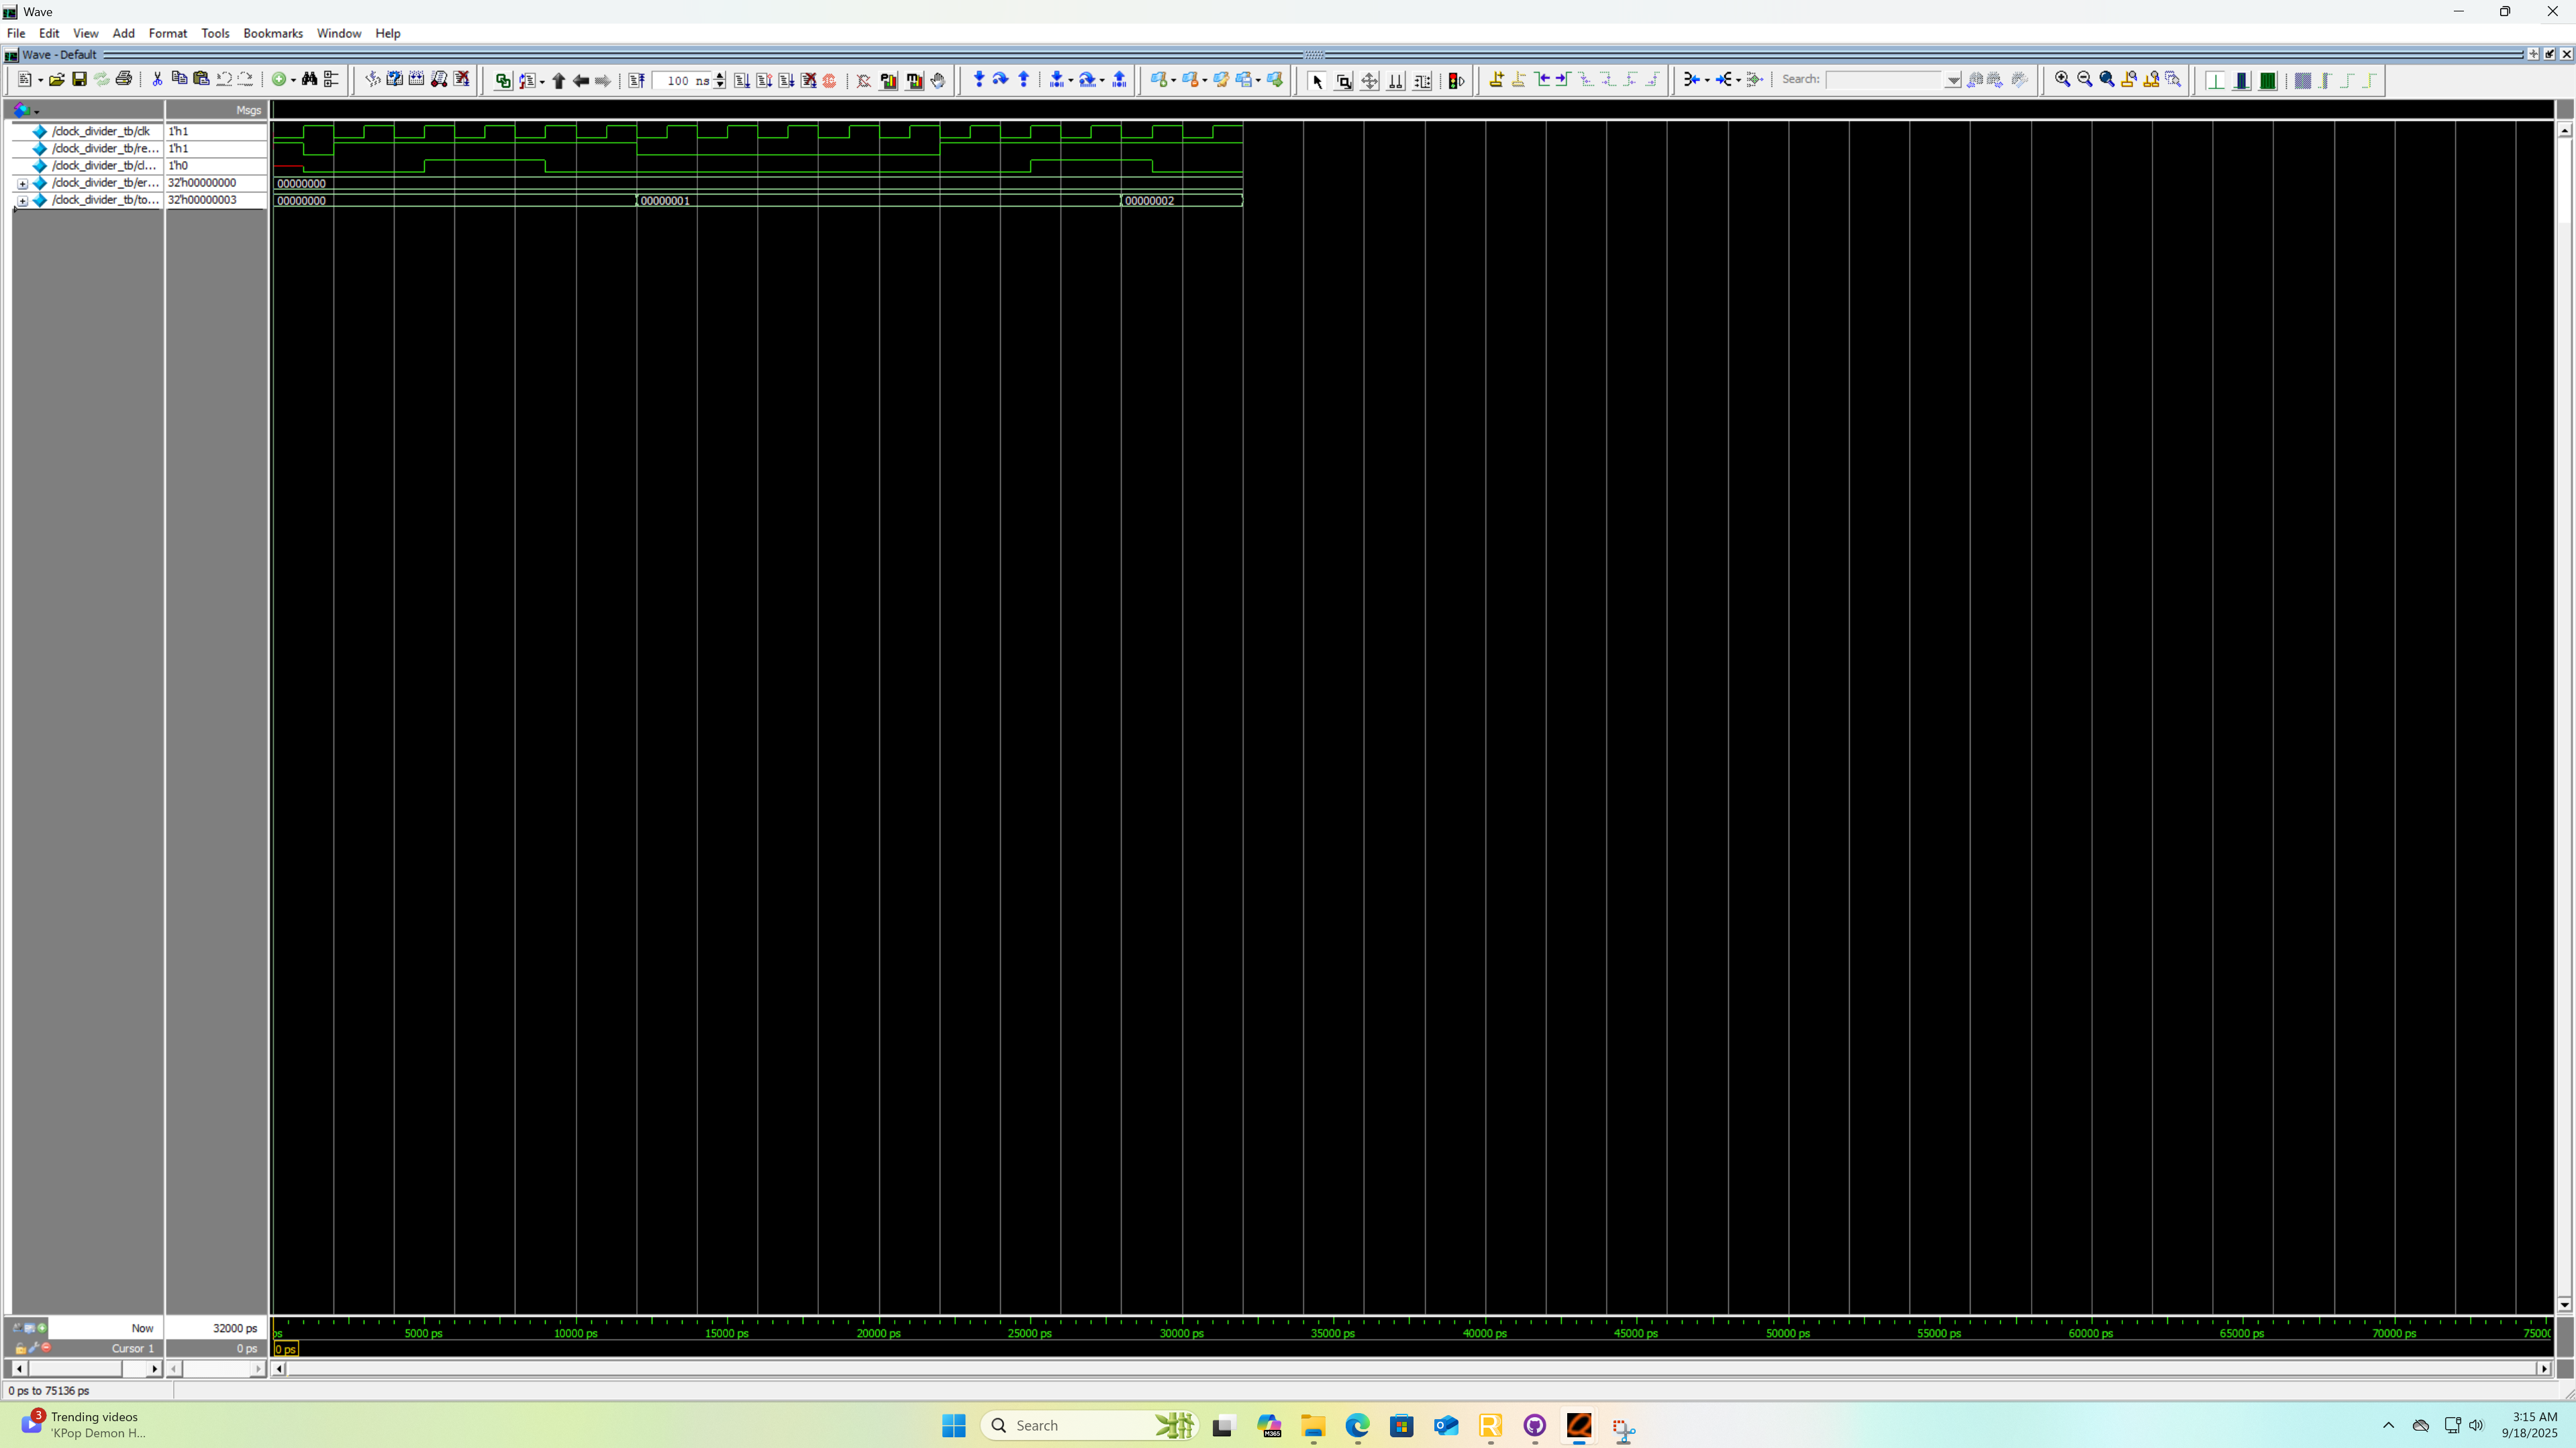 Wave
File Edit View Add Format Tools Bookmarks Window Help
Wave - Default
100 ns
Search:
Msgs
/clock_divider_tb/clk 1'h1
/clock_divider_tb/re... 1'h1
/clock_divider_tb/cl... 1'h0
/clock_divider_tb/er... 32'h00000000 00000000
/clock_divider_tb/to... 32'h00000003 00000000 00000001 00000002
Now 32000 ps
ps 5000 ps 10000 ps 15000 ps 20000 ps 25000 ps 30000 ps 35000 ps 40000 ps 45000 ps 50000 ps 55000 ps 60000 ps 65000 ps 70000 ps 7500
Cursor 1 0 ps 0 ps
0 ps to 75136 ps
3 Trending videos
'KPop Demon H...
Search
M365
3:15 AM
9/18/2025